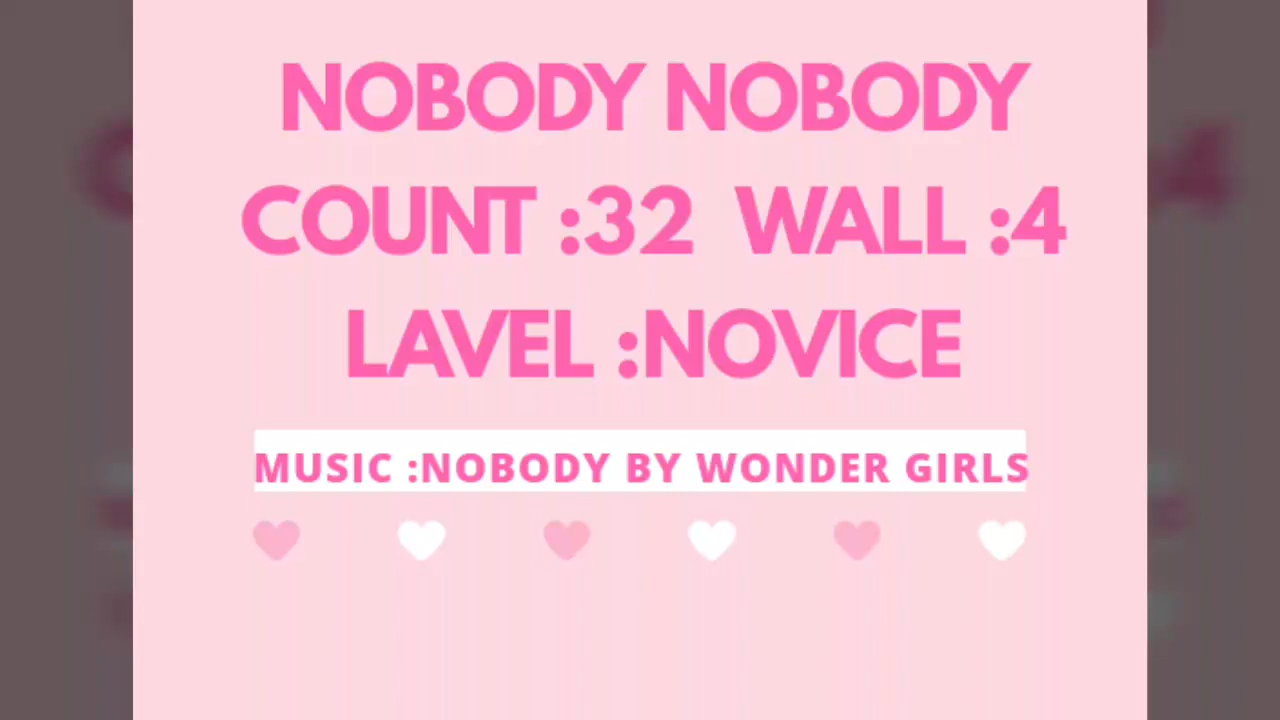 NOBODY NOBODY
COUNT :32 WALL :4
LAVEL :NOVICE
MUSIC :NOBODY BY WONDER GIRLS